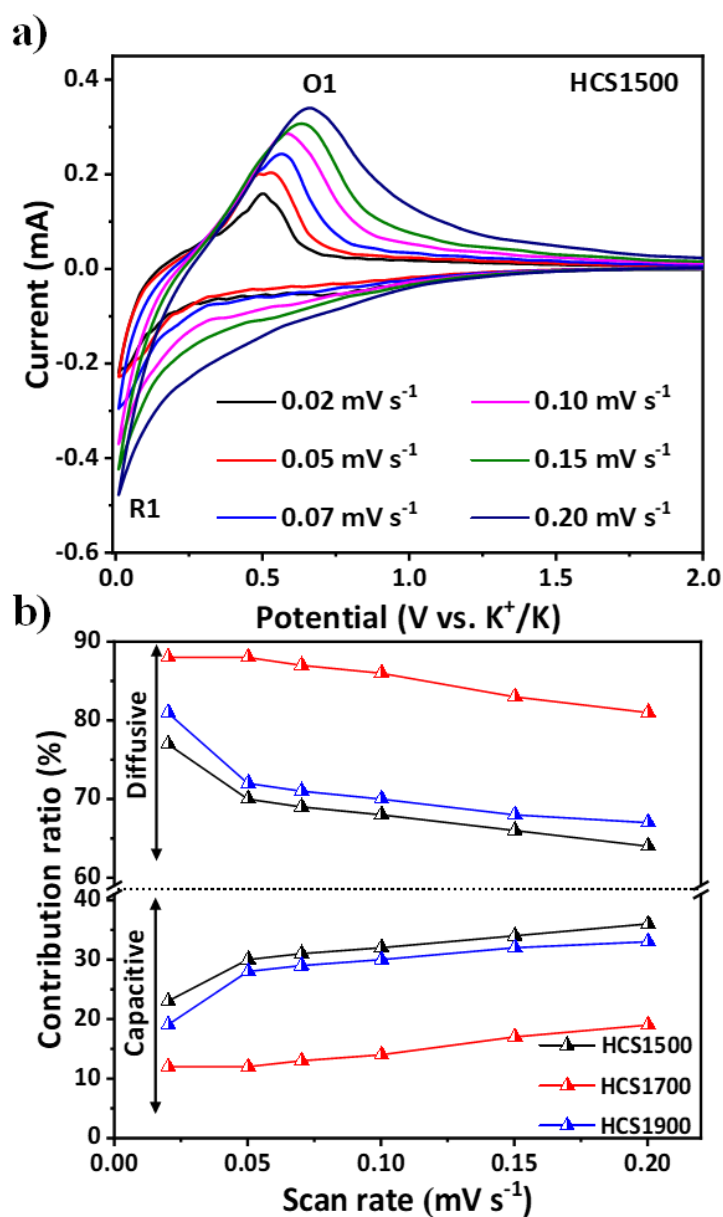 a)
O1 HCS1500
0.4
0.2
0.0
-0.2
-0.4
-0.6
Current (mA)
0.02 mV s⁻¹ 0.10 mV s⁻¹
0.05 mV s⁻¹ 0.15 mV s⁻¹
0.07 mV s⁻¹ 0.20 mV s⁻¹
R1
0.0 0.5 1.0 1.5 2.0
Potential (V vs. K⁺/K)
b)
90
80
70
60
40
30
20
10
0
Contribution ratio (%)
Diffusive
Capacitive
HCS1500
HCS1700
HCS1900
0.00 0.05 0.10 0.15 0.20
Scan rate (mV s⁻¹)